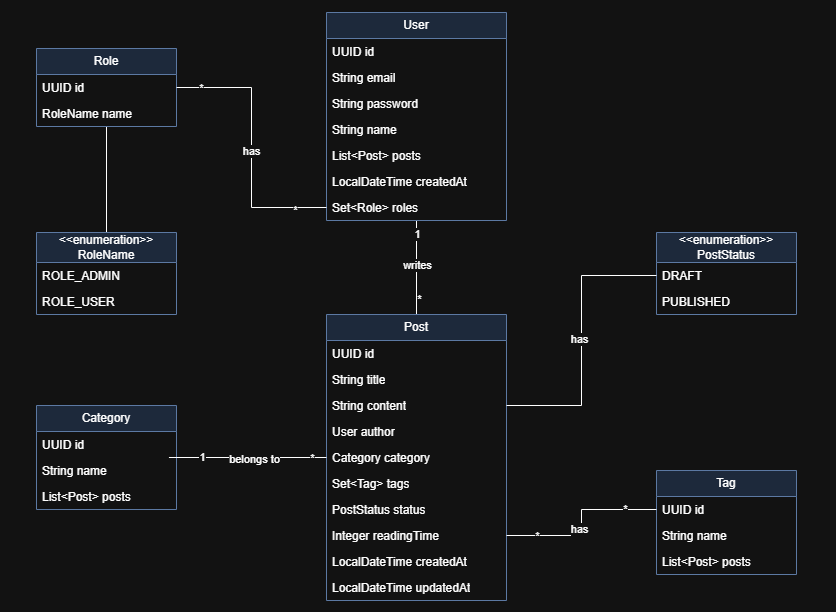 User
UUID id
String email
String password
String name
List<Post> posts
LocalDateTime createdAt
Set<Role> roles
Role
UUID id
RoleName name
*
has
*
<<enumeration>>
RoleName
ROLE_ADMIN
ROLE_USER
1
writes
*
<<enumeration>>
PostStatus
DRAFT
PUBLISHED
has
Post
UUID id
String title
String content
User author
Category category
Set<Tag> tags
PostStatus status
Integer readingTime
LocalDateTime createdAt
LocalDateTime updatedAt
Category
UUID id
String name
List<Post> posts
1
belongs to
*
Tag
UUID id
String name
List<Post> posts
*
has
*